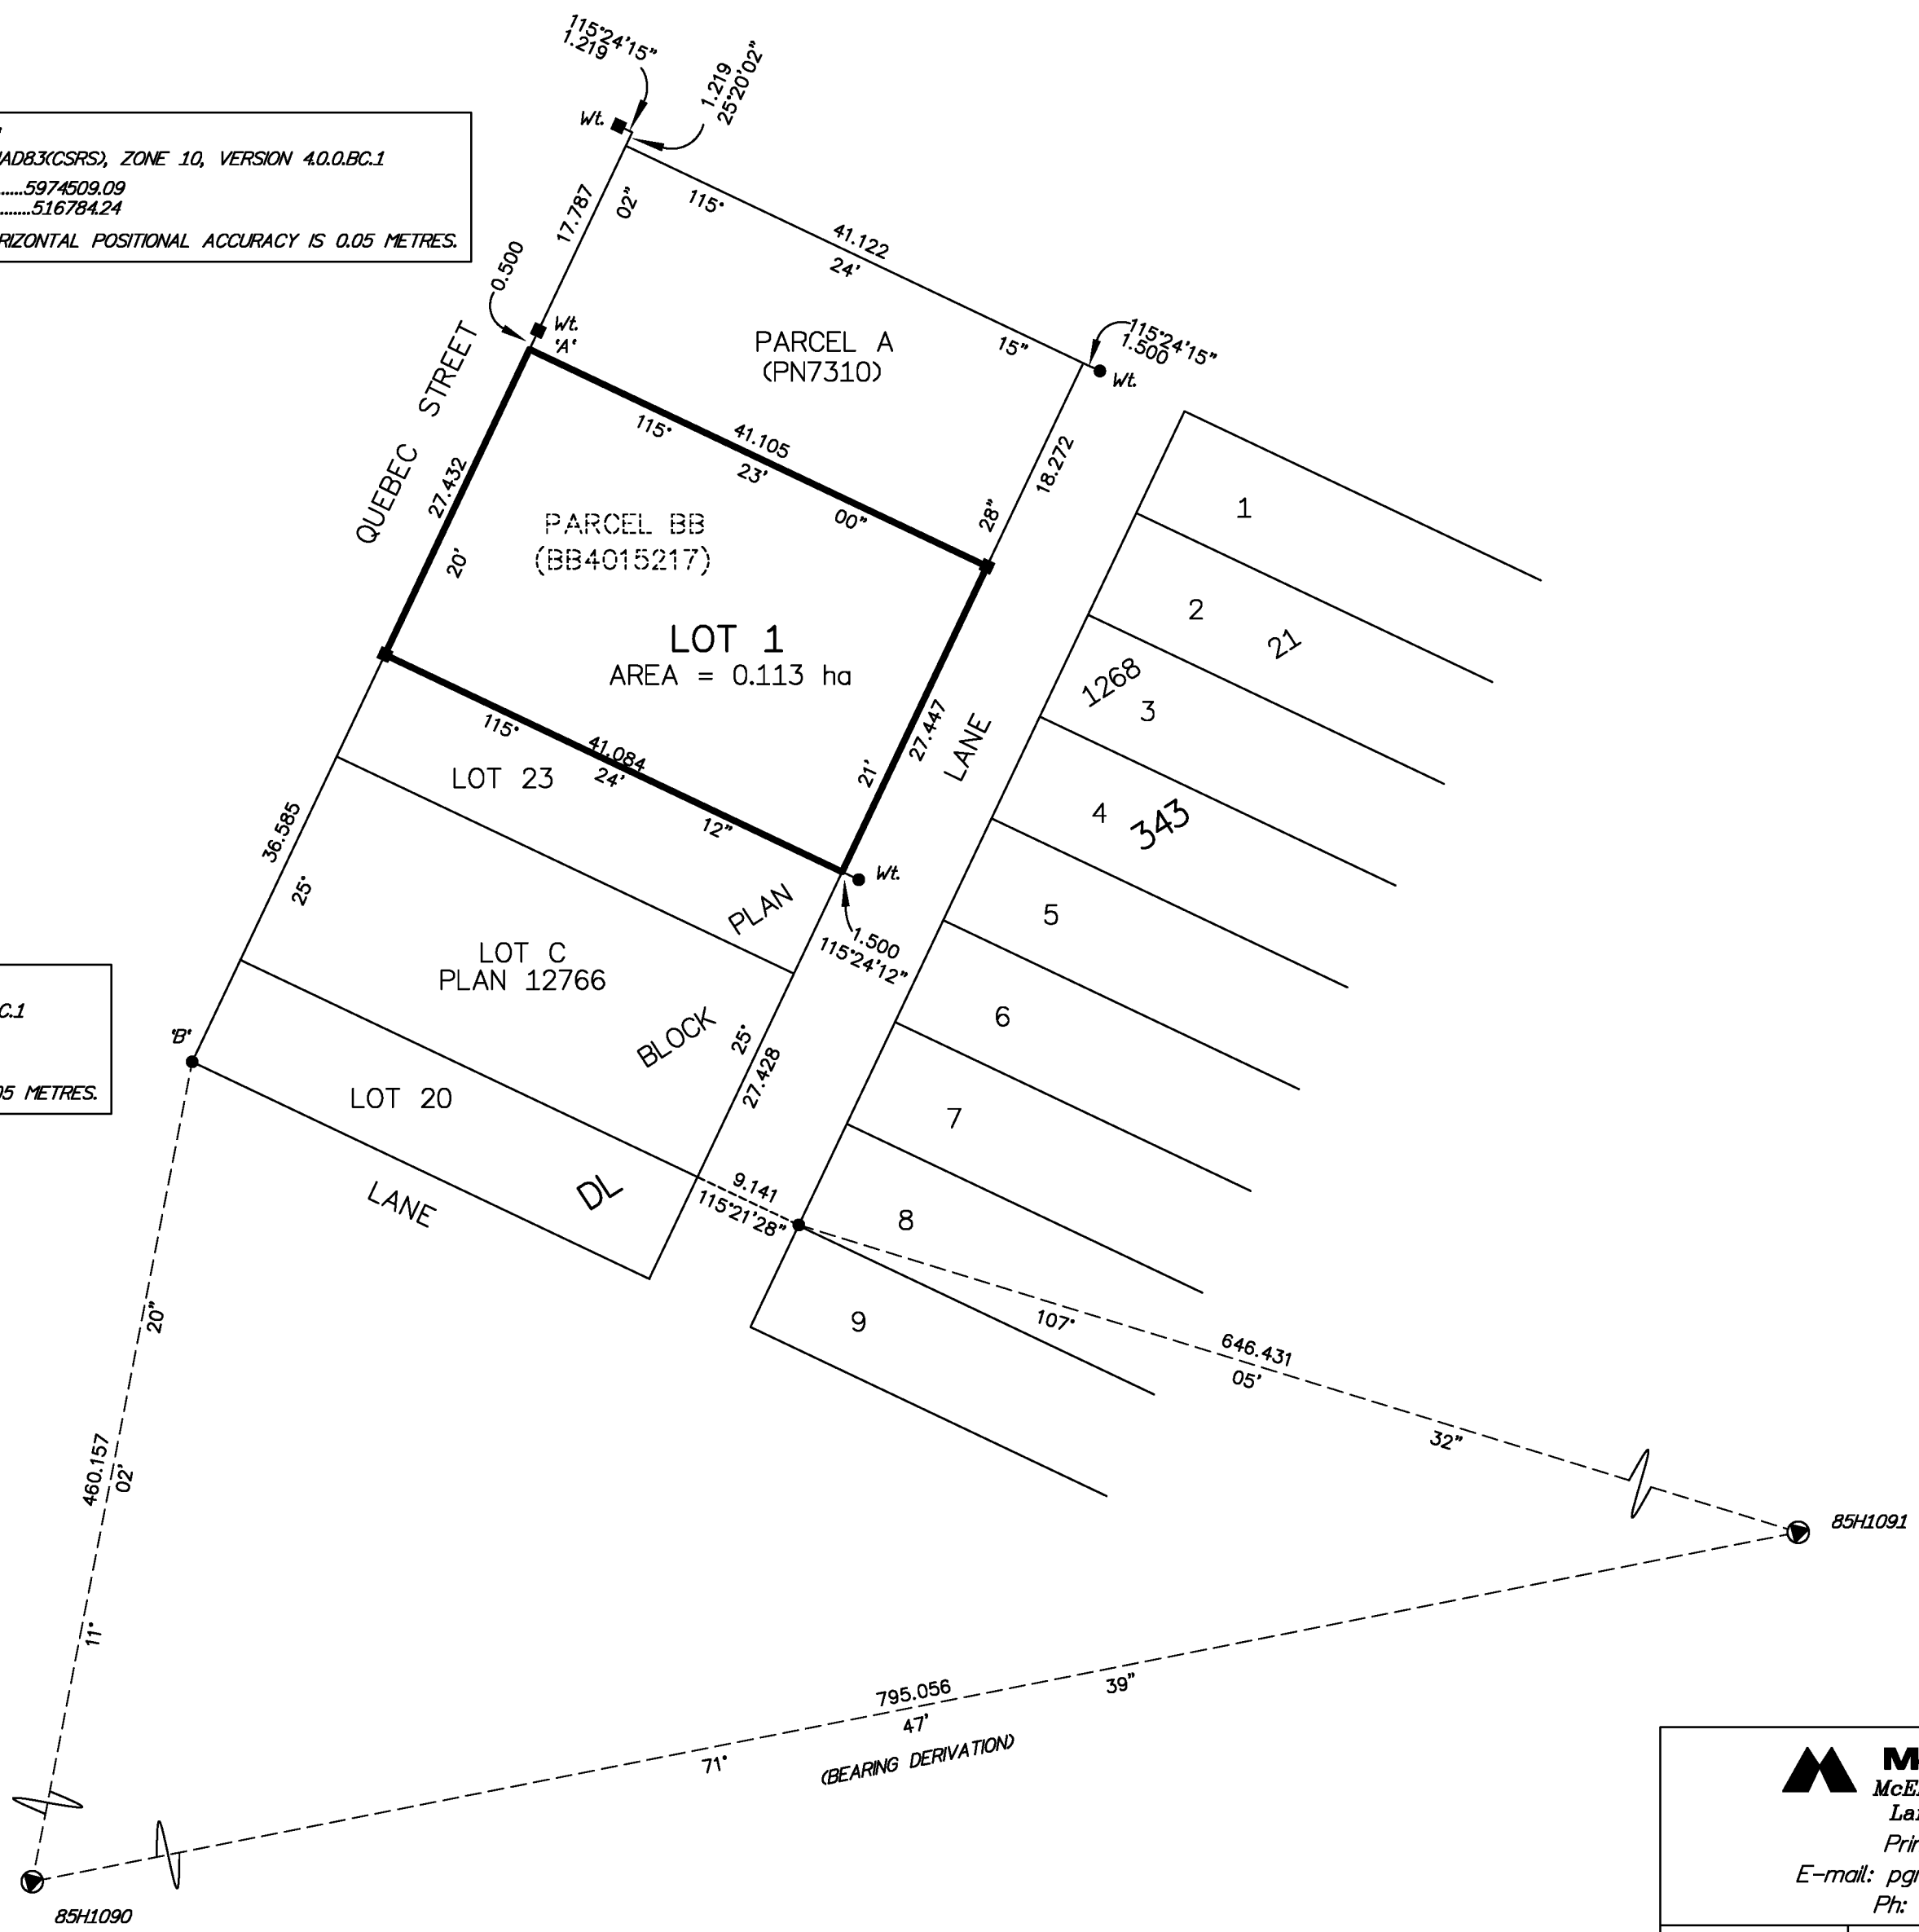 115°24'15"
1.219
1.219
25°20'02"
Wt.
NAD83(CSRS), ZONE 10, VERSION 4.0.0.BC.1
......5974509.09
.......516784.24
RIZONTAL POSITIONAL ACCURACY IS 0.05 METRES.
17.787
02"
115°
41.122
24'
15"
0.500
Wt.
'A'
PARCEL A
(PN7310)
115°24'15"
1.500
Wt.
QUEBEC STREET
27.432
20'
115°
41.105
23'
00"
28"
18.272
PARCEL BB
(BB4015217)
LOT 1
AREA = 0.113 ha
1
2
21
1268
3
4
343
5
6
7
8
9
115°
41.084
24'
12"
LOT 23
21'
27.447
LANE
Wt.
1.500
115°24'12"
36.585
25°
PLAN
LOT C
PLAN 12766
BLOCK
25°
27.428
C.1
05 METRES.
'B'
LOT 20
LANE
DL
9.141
115°21'28"
107°
646.431
05'
32"
20"
460.157
02'
11°
85H1091
795.056
39"
47'
71°
(BEARING DERIVATION)
85H1090
McE
Lan
Prin
E-mail: pgr
Ph: